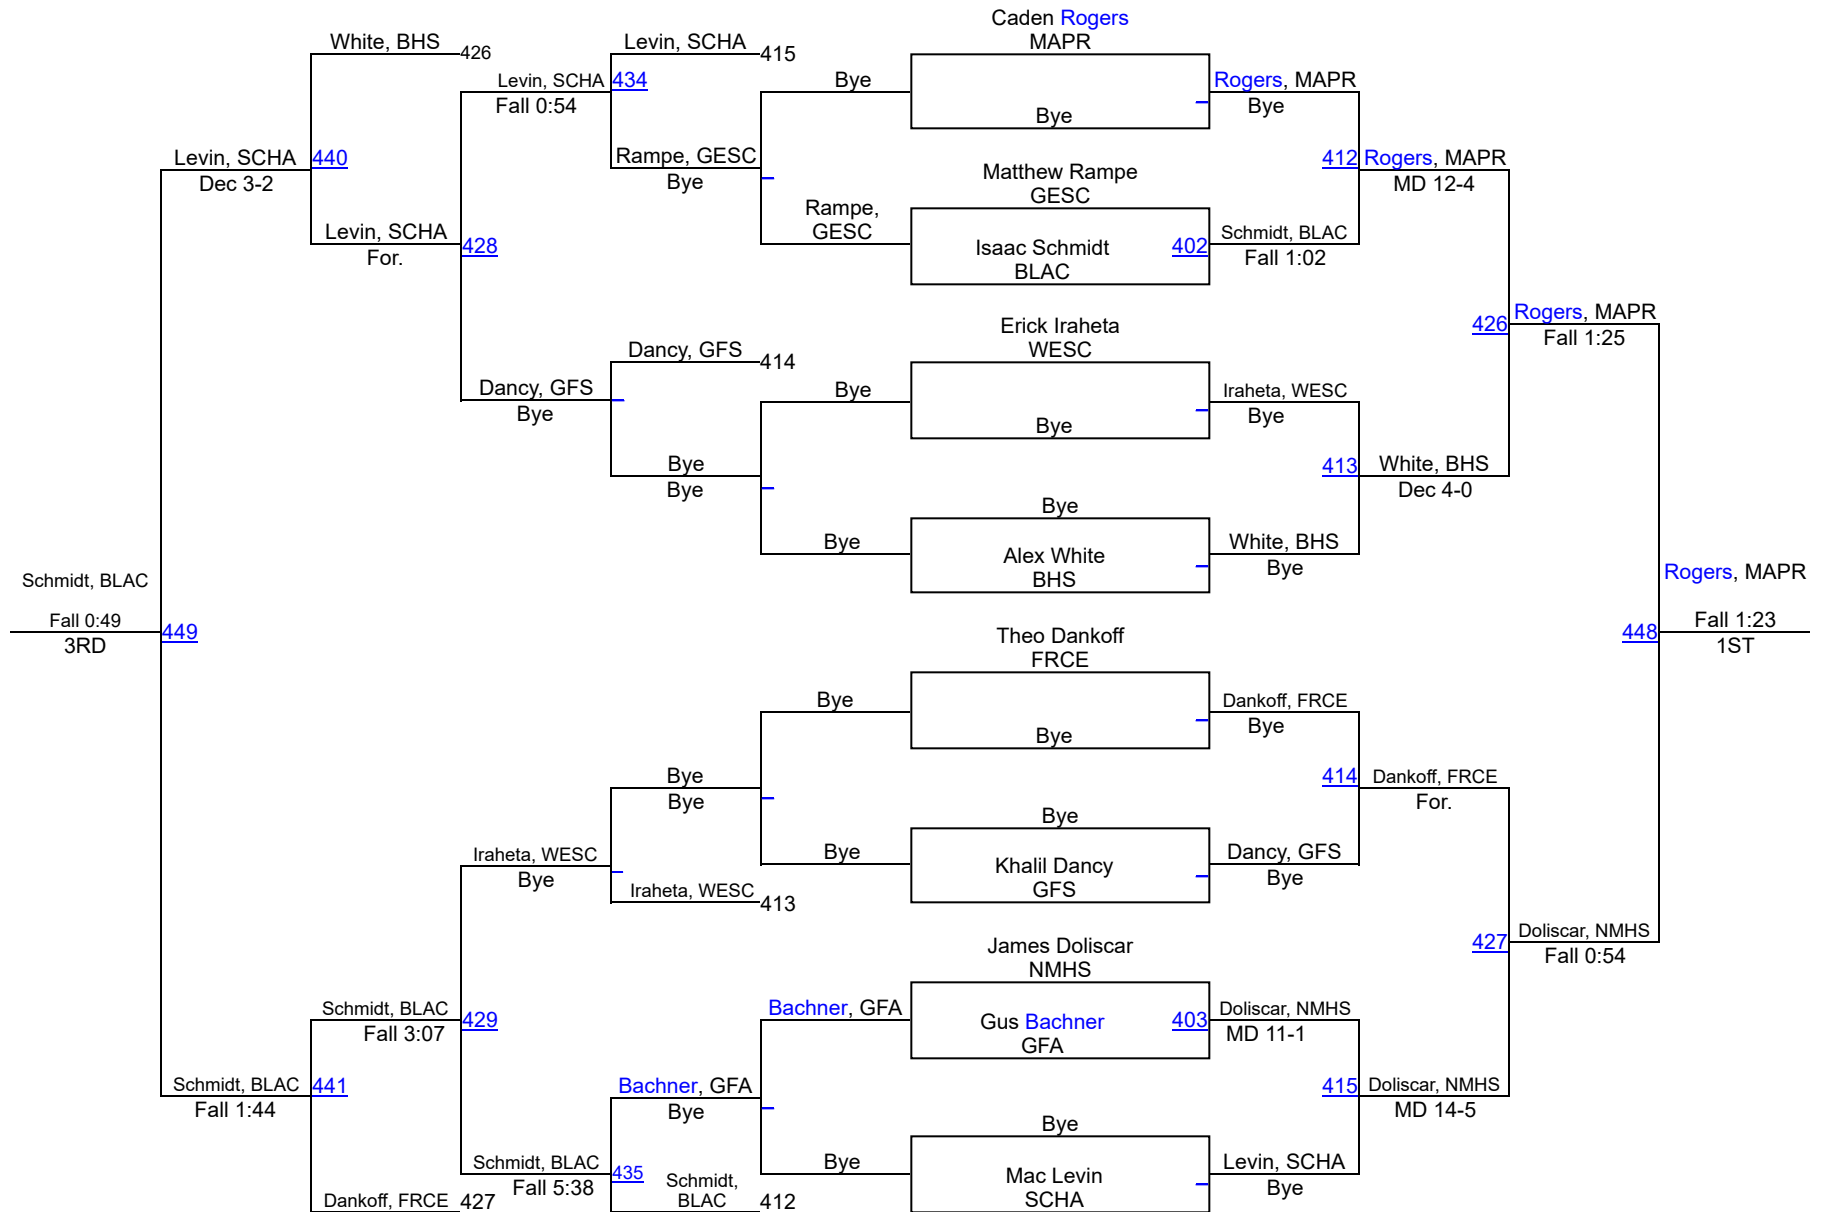 Caden Rogers
MAPR
White, BHS 426
Levin, SCHA 415
Levin, SCHA 434
Fall 0:54
Bye
Bye
Rogers, MAPR
Bye
Levin, SCHA 440
Dec 3-2
Rampe, GESC
Bye
Matthew Rampe
GESC
412 Rogers, MAPR
MD 12-4
Rampe,
GESC
Levin, SCHA 428
For.
Isaac Schmidt 402
BLAC
Schmidt, BLAC
Fall 1:02
Erick Iraheta
WESC
426 Rogers, MAPR
Fall 1:25
Dancy, GFS 414
Dancy, GFS
Bye
Bye
Bye
Iraheta, WESC
Bye
Bye
Bye
413 White, BHS
Dec 4-0
Bye
Bye
Alex White
BHS
White, BHS
Bye
Schmidt, BLAC
Fall 0:49
3RD
449
Rogers, MAPR
448 Fall 1:23
1ST
Theo Dankoff
FRCE
Bye
Bye
Dankoff, FRCE
Bye
Bye
Bye
414 Dankoff, FRCE
For.
Bye
Iraheta, WESC
Bye
Bye
Khalil Dancy
GFS
Dancy, GFS
Bye
Iraheta, WESC 413
James Doliscar
NMHS
427 Doliscar, NMHS
Fall 0:54
Schmidt, BLAC 429
Fall 3:07
Bachner, GFA
Gus Bachner 403
GFA
Doliscar, NMHS
MD 11-1
Schmidt, BLAC 441
Fall 1:44
Bachner, GFA
Bye
415 Doliscar, NMHS
MD 14-5
Bye
Schmidt, BLAC 435
Fall 5:38
Bye
Mac Levin
SCHA
Levin, SCHA
Bye
Dankoff, FRCE 427
Schmidt,
BLAC 412